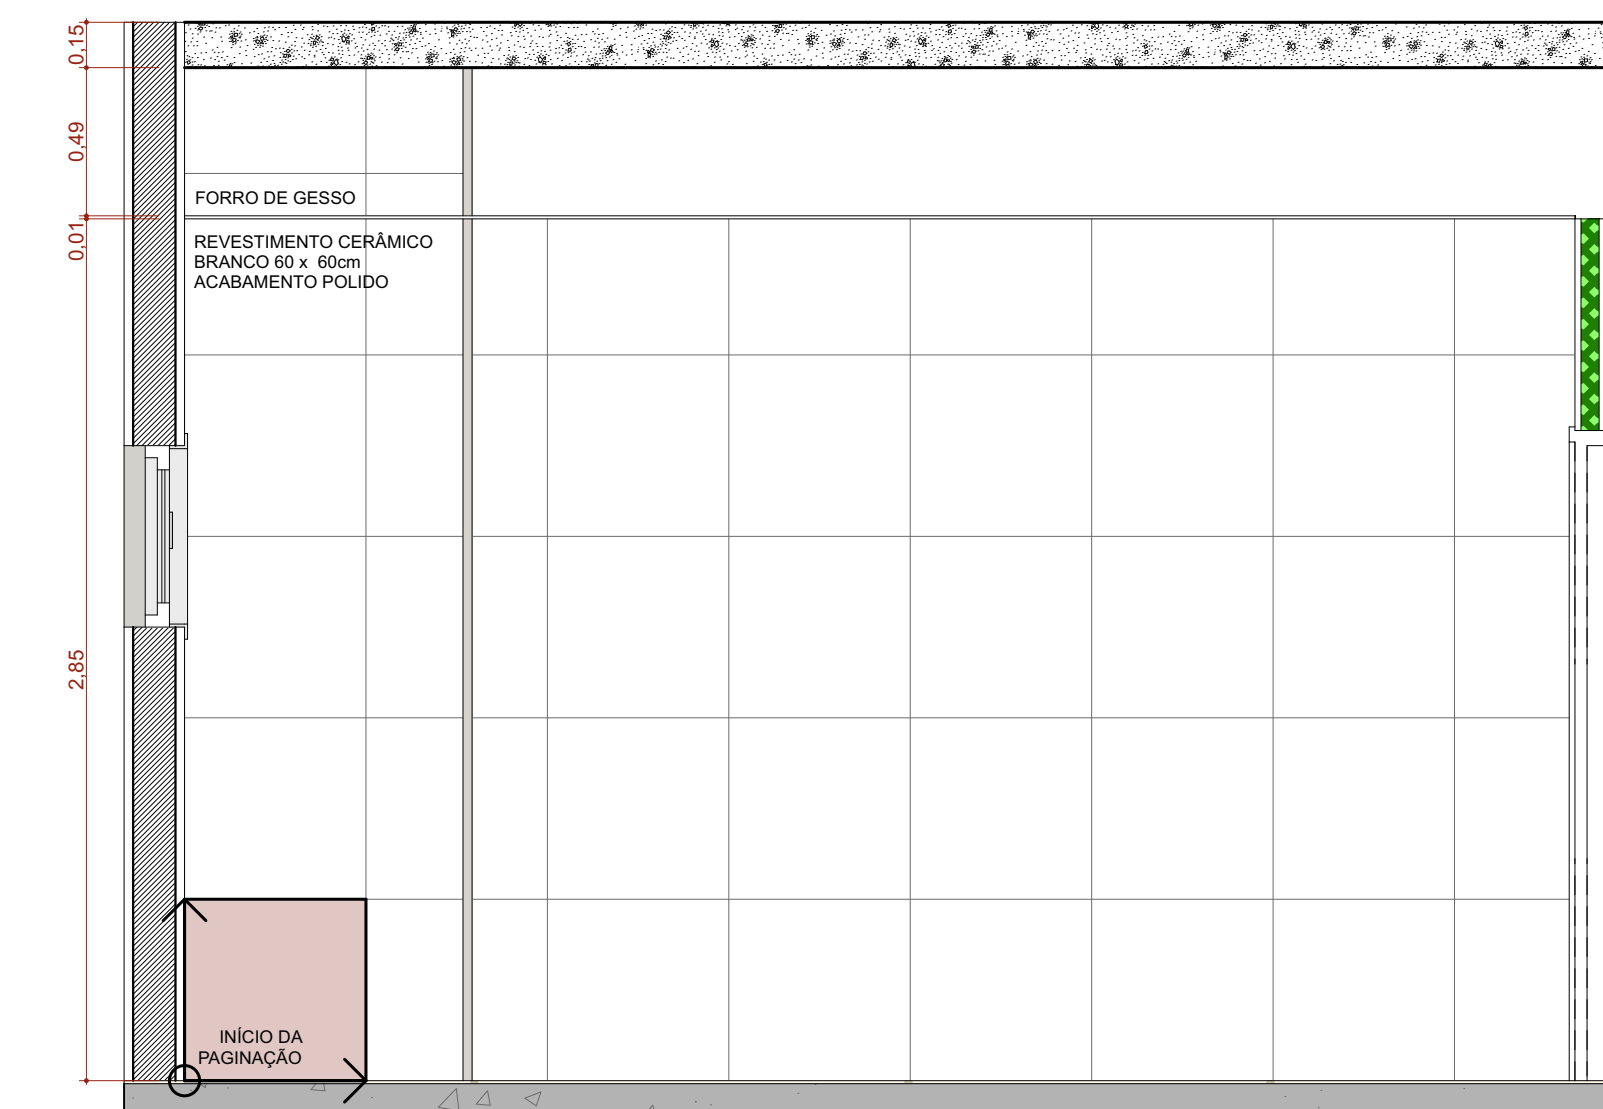 0,15
0,49
FORRO DE GESSO
0,01
REVESTIMENTO CERÂMICO
BRANCO 60 x 60cm
ACABAMENTO POLIDO
2,85
INÍCIO DA
PAGINAÇÃO